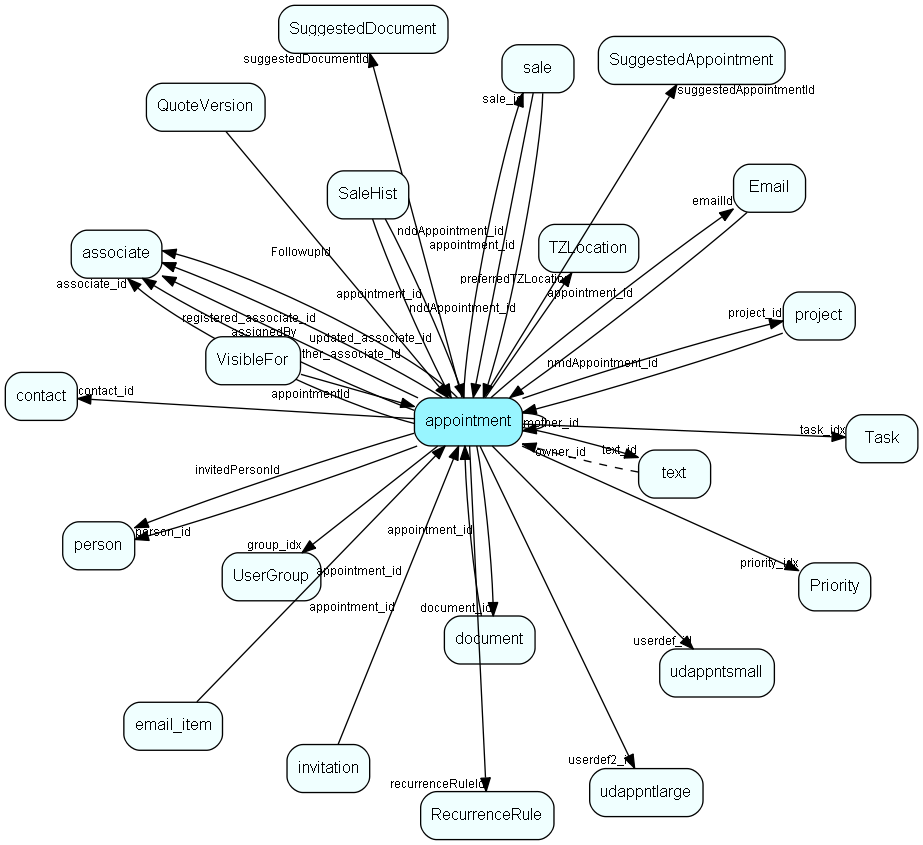 SuggestedDocument
suggestedDocumentId
sale
SuggestedAppointment
suggestedAppointmentId
QuoteVersion
sale_id
SaleHist
Email
emailId
associate
associate_id
FollowupId
nddAppointment_id
appointment_id
TZLocation
preferredTZLocation
appointment_id
appointment_id
nddAppointment_id
project_id
project
registered_associate_id
assignedBy
updated_associate_id
ther_associate_id
VisibleFor
appointmentId
nmdAppointment_id
contact
contact_id
appointment
mother_id
task_idx
Task
owner_id
text_id
text
invitedPersonId
person_id
person
group_idx
UserGroup
appointment_id
appointment_id
appointment_id
document_id
document
priority_idx
Priority
userdef_id
udappntsmall
email_item
invitation
userdef2_id
udappntlarge
recurrenceRuleId
RecurrenceRule